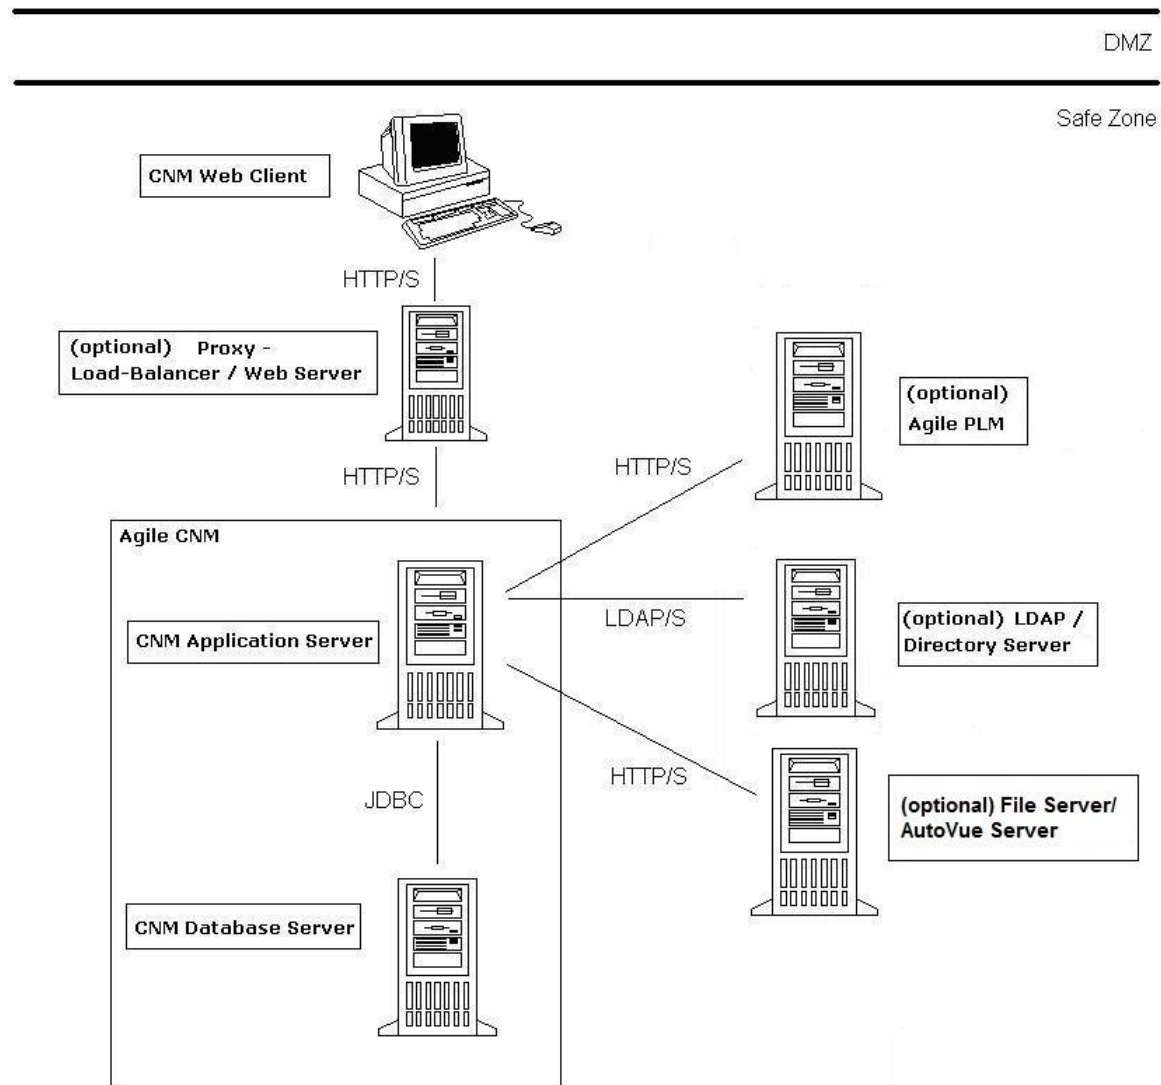 DMZ
Safe Zone
CNM Web Client
HTTP/S
(optional) Proxy -
Load-Balancer / Web Server
(optional)
Agile PLM
HTTP/S
HTTP/S
Agile CNM
CNM Application Server
LDAP/S
(optional) LDAP /
Directory Server
HTTP/S
JDBC
(optional) File Server/
AutoVue Server
CNM Database Server